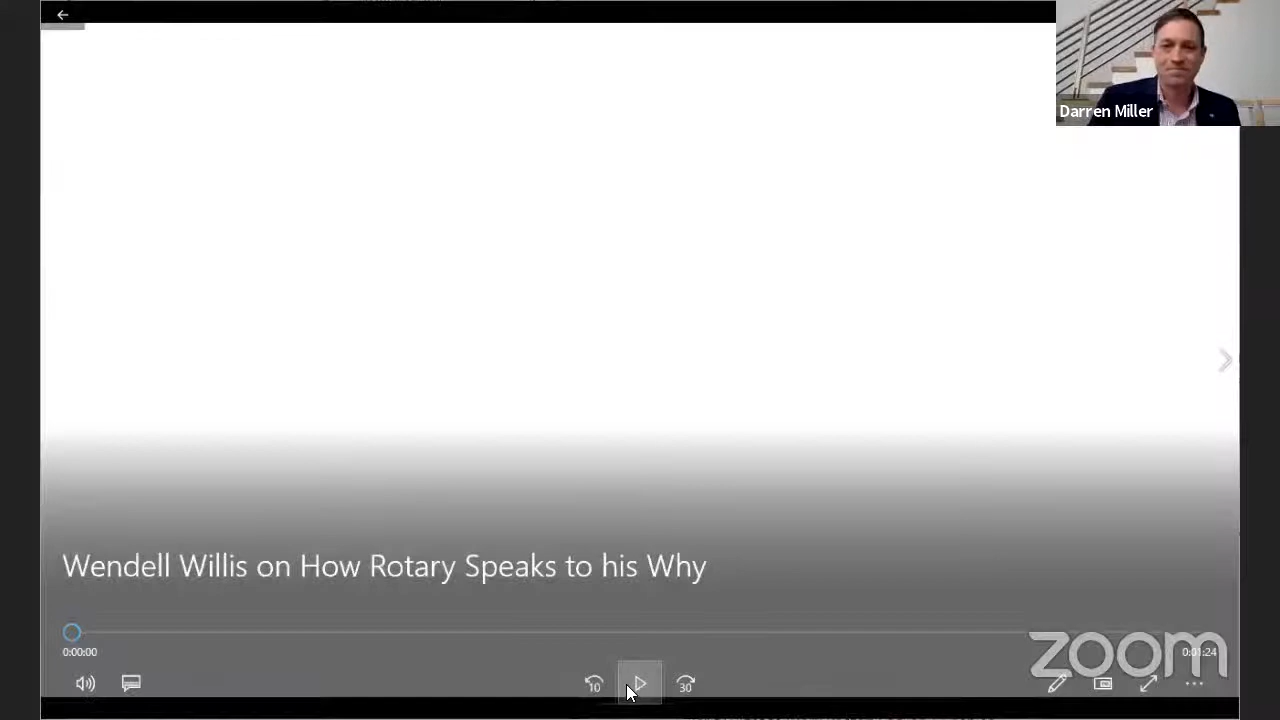 Darren Miller
Wendell Willis on How Rotary Speaks to his Why
0:00:00
0:01:24
10
30
zoom